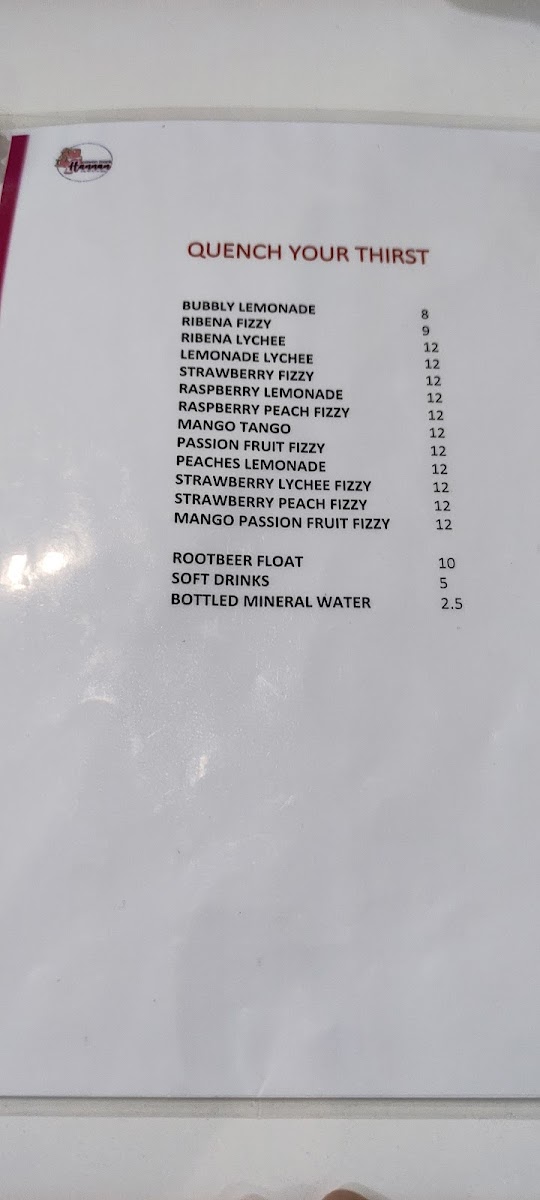 Hannan
QUENCH YOUR THIRST
BUBBLY LEMONADE 8
RIBENA FIZZY 9
RIBENA LYCHEE 12
LEMONADE LYCHEE 12
STRAWBERRY FIZZY 12
RASPBERRY LEMONADE 12
RASPBERRY PEACH FIZZY 12
MANGO TANGO 12
PASSION FRUIT FIZZY 12
PEACHES LEMONADE 12
STRAWBERRY LYCHEE FIZZY 12
STRAWBERRY PEACH FIZZY 12
MANGO PASSION FRUIT FIZZY 12
ROOTBEER FLOAT 10
SOFT DRINKS 5
BOTTLED MINERAL WATER 2.5